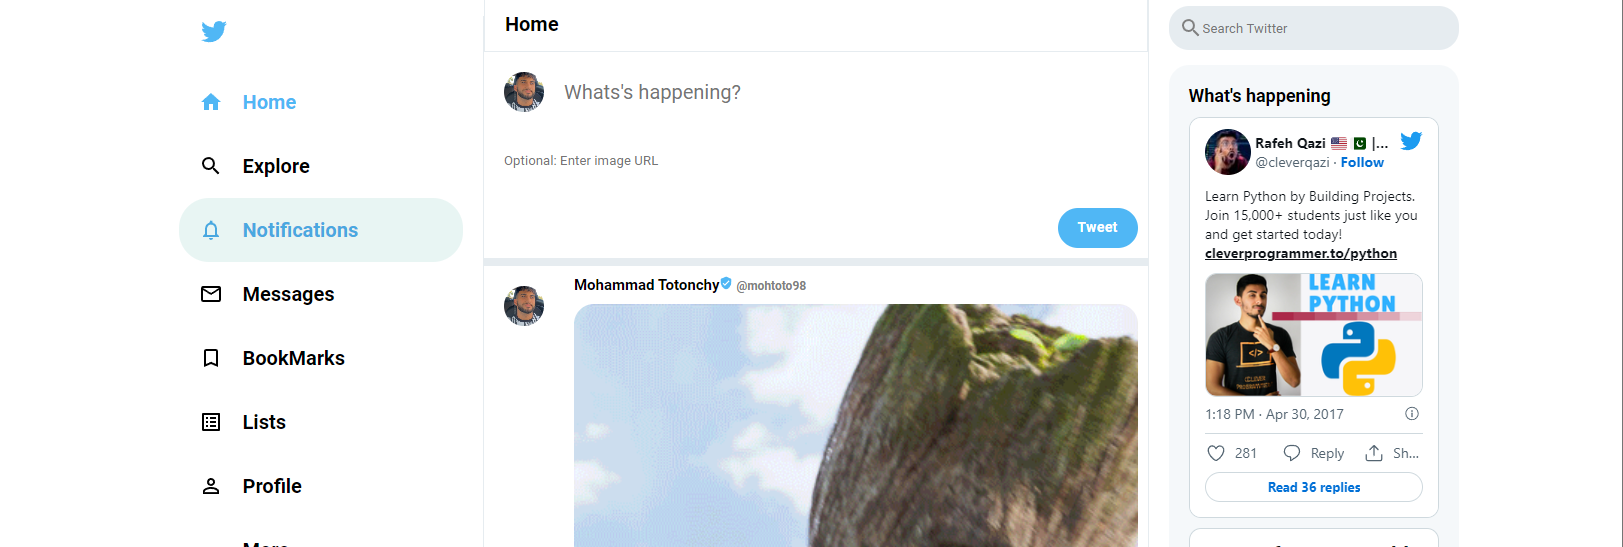 Home
Explore
Notifications
Messages
BookMarks
Lists
Profile
Home
Whats's happening?
Optional: Enter image URL
Tweet
Mohammad Totonchy @mohtoto98
Search Twitter
What's happening
Rafeh Qazi |...
@cleverqazi · Follow
Learn Python by Building Projects.
Join 15,000+ students just like you
and get started today!
cleverprogrammer.to/python
LEARN
PYTHON
</>
1:18 PM · Apr 30, 2017
281 Reply Sh...
Read 36 replies